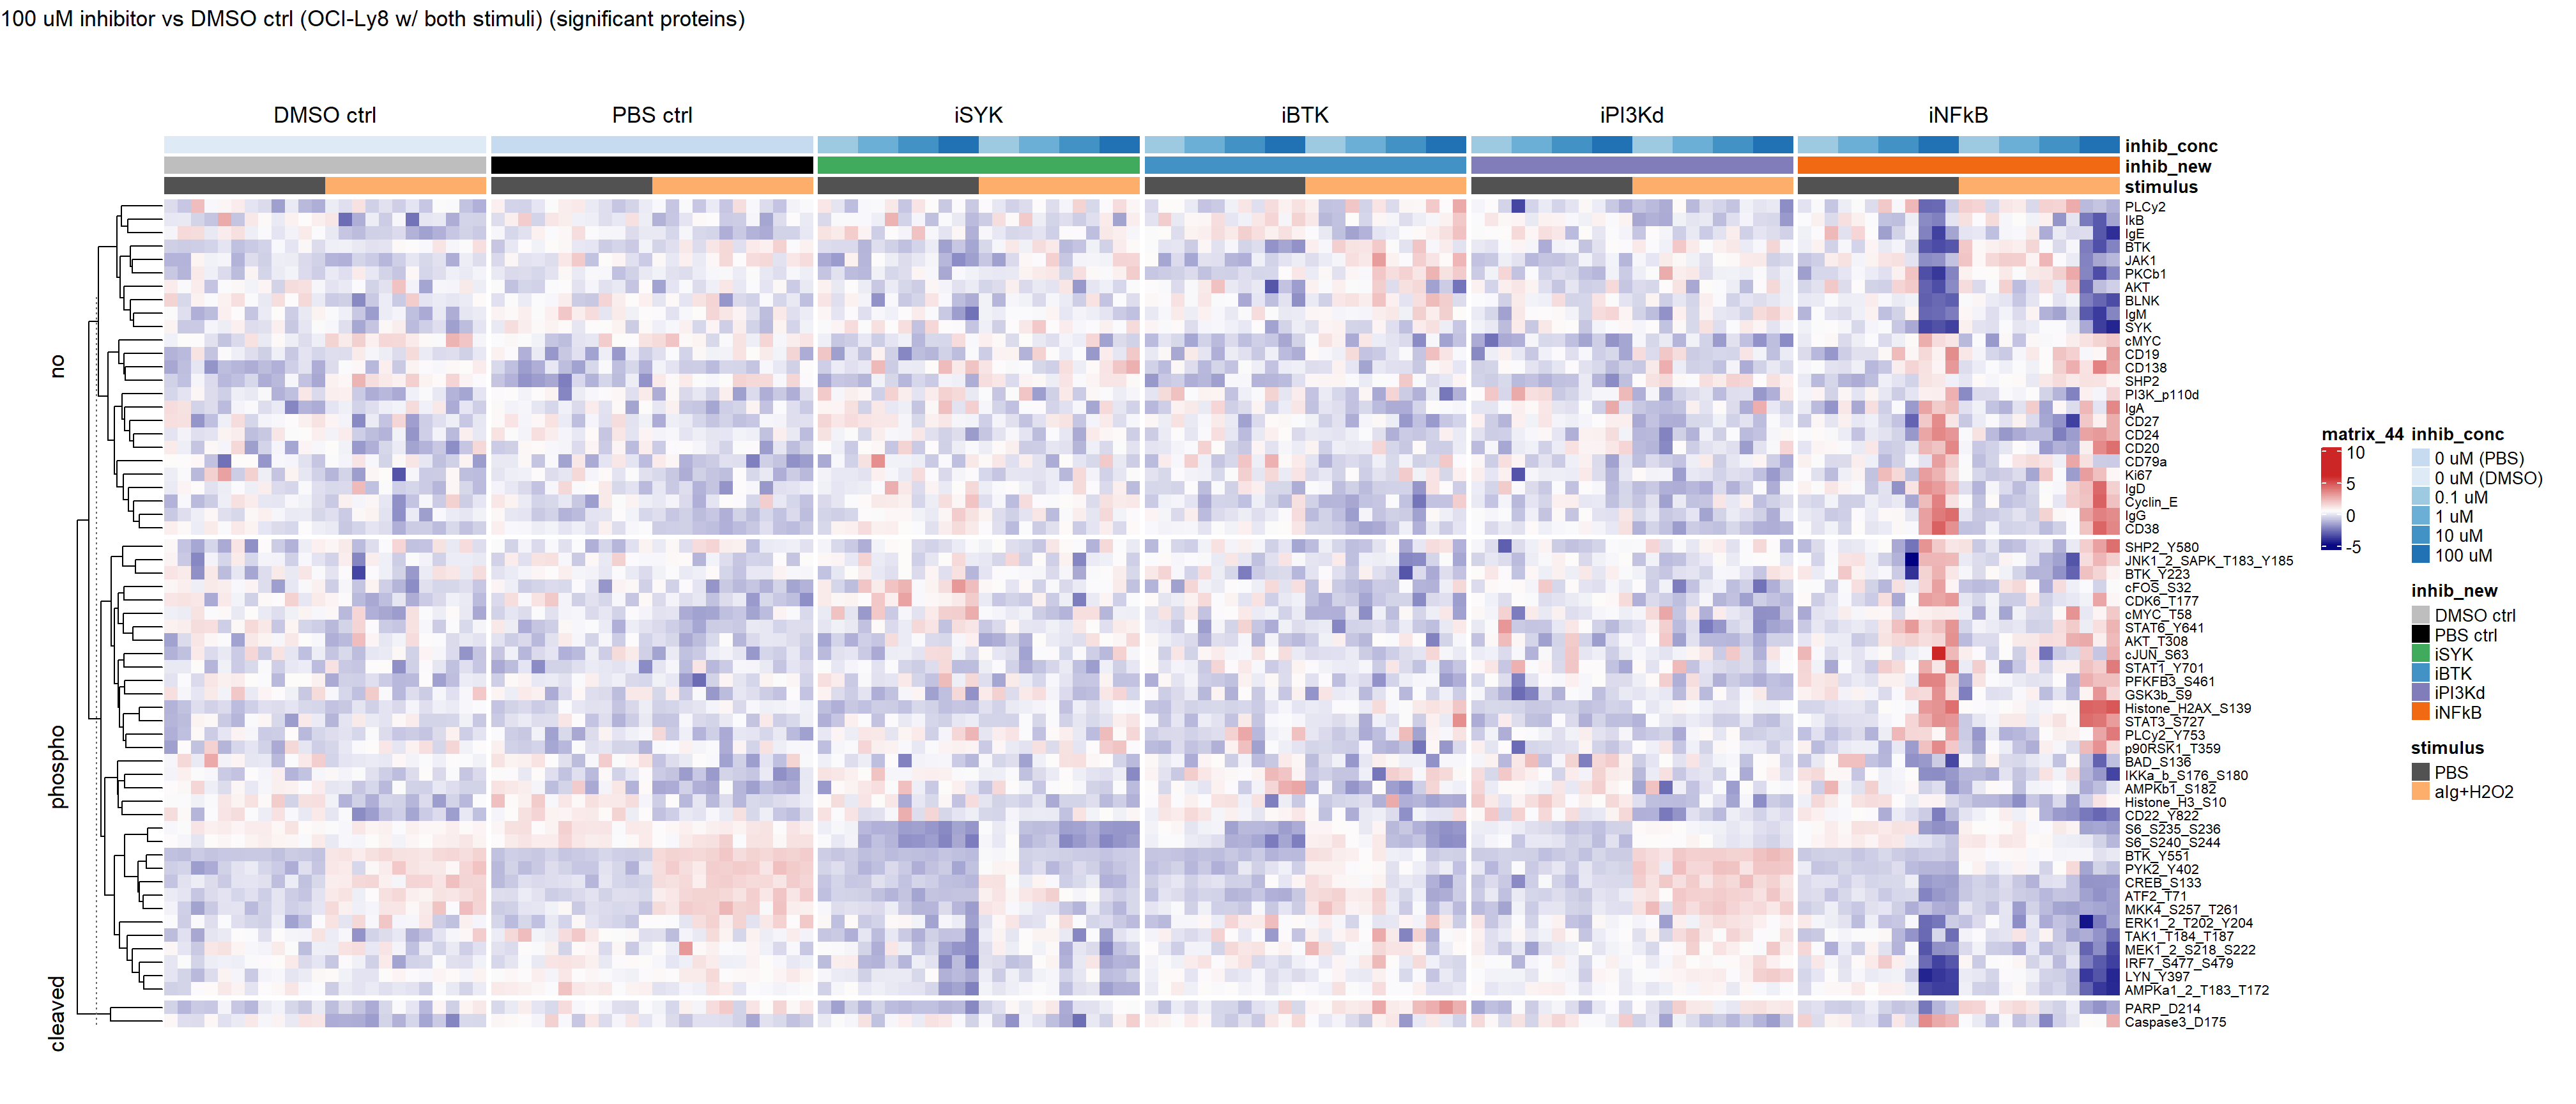 100 uM inhibitor vs DMSO ctrl (OCI-Ly8 w/ both stimuli) (significant proteins)
DMSO ctrl
PBS ctrl
iSYK
iBTK
iPI3Kd
iNFkB
inhib_conc
inhib_new
stimulus
no
PLCy2
IkB
IgE
BTK
JAK1
PKCb1
AKT
BLNK
IgM
SYK
cMYC
CD19
CD138
SHP2
PI3K_p110d
IgA
CD27
CD24
CD20
CD79a
Ki67
IgD
Cyclin_E
IgG
CD38
phospho
SHP2_Y580
JNK1_2_SAPK_T183_Y185
BTK_Y223
cFOS_S32
CDK6_T177
cMYC_T58
STAT6_Y641
AKT_T308
cJUN_S63
STAT1_Y701
PFKFB3_S461
GSK3b_S9
Histone_H2AX_S139
STAT3_S727
PLCy2_Y753
p90RSK1_T359
BAD_S136
IKKa_b_S176_S180
AMPKb1_S182
Histone_H3_S10
CD22_Y822
S6_S235_S236
S6_S240_S244
BTK_Y551
PYK2_Y402
CREB_S133
ATF2_T71
MKK4_S257_T261
ERK1_2_T202_Y204
TAK1_T184_T187
MEK1_2_S218_S222
IRF7_S477_S479
LYN_Y397
AMPKa1_2_T183_T172
cleaved
PARP_D214
Caspase3_D175
matrix_44
10
5
0
-5
inhib_conc
0 uM (PBS)
0 uM (DMSO)
0.1 uM
1 uM
10 uM
100 uM
inhib_new
DMSO ctrl
PBS ctrl
iSYK
iBTK
iPI3Kd
iNFkB
stimulus
PBS
aIg+H2O2